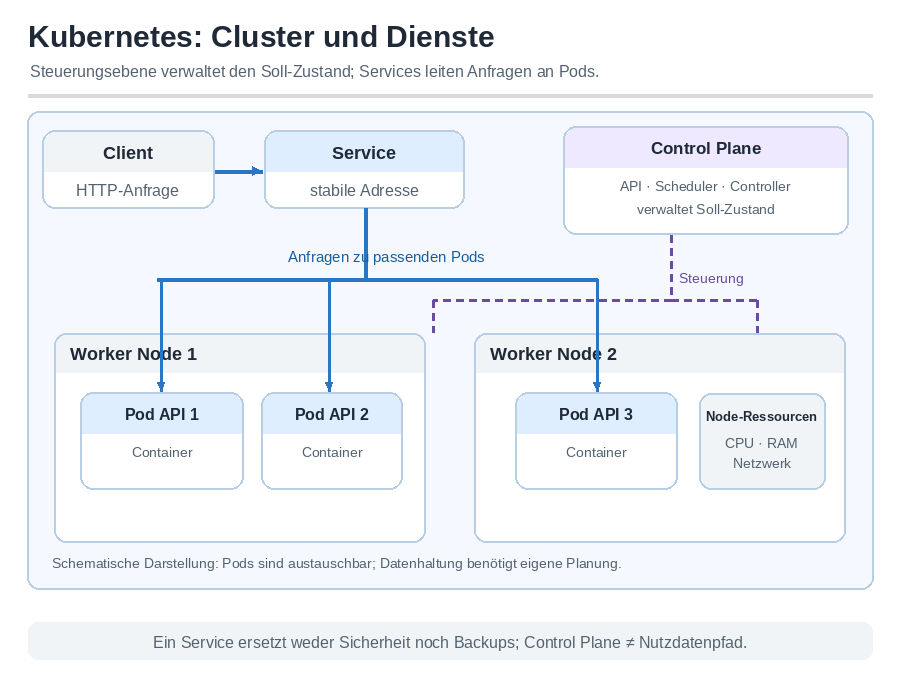 Kubernetes: Cluster und Dienste
Steuerungsebene verwaltet den Soll-Zustand; Services leiten Anfragen an Pods.
Client
HTTP-Anfrage
Service
stabile Adresse
Control Plane
API · Scheduler · Controller
verwaltet Soll-Zustand
Anfragen zu passenden Pods
Steuerung
Worker Node 1
Pod API 1
Container
Pod API 2
Container
Worker Node 2
Pod API 3
Container
Node-Ressourcen
CPU · RAM
Netzwerk
Schematische Darstellung: Pods sind austauschbar; Datenhaltung benötigt eigene Planung.
Ein Service ersetzt weder Sicherheit noch Backups; Control Plane ≠ Nutzdatenpfad.